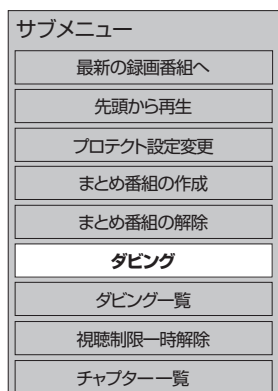 サブメニュー
最新の録画番組へ
先頭から再生
プロテクト設定変更
まとめ番組の作成
まとめ番組の解除
ダビング
ダビング一覧
視聴制限一時解除
チャプター一覧